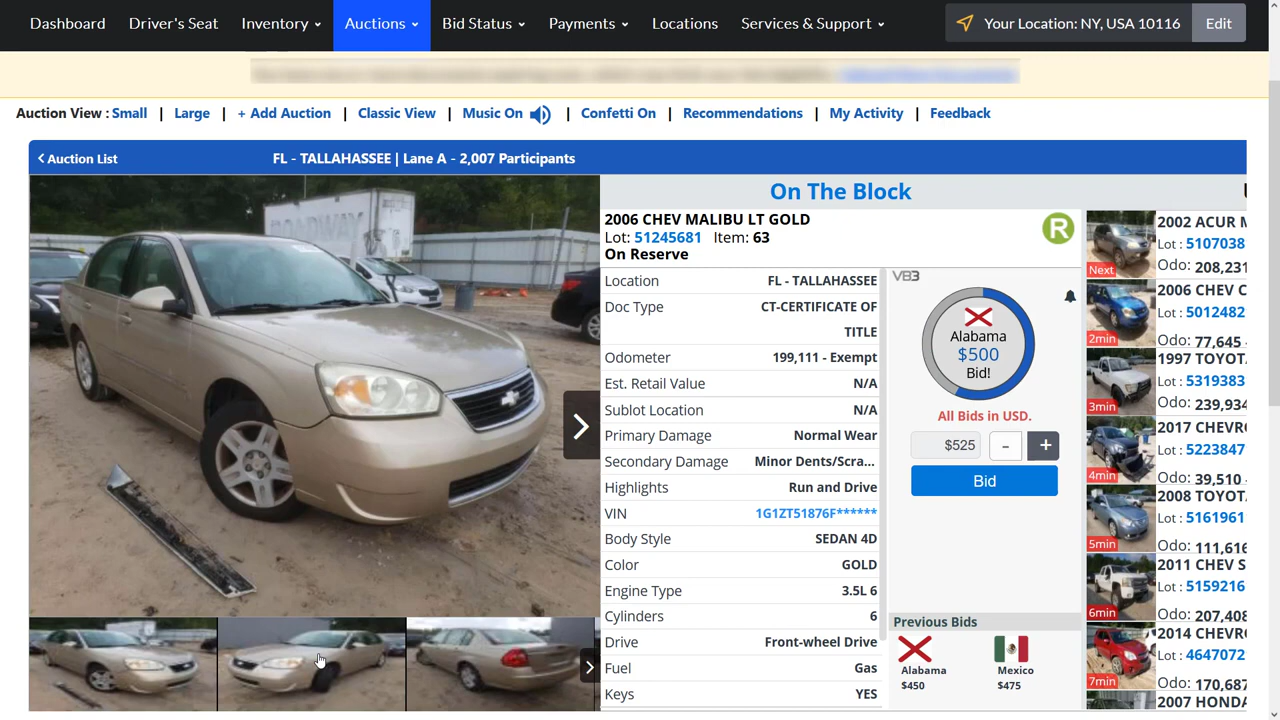 Dashboard Driver's Seat Inventory Auctions Bid Status Payments Locations Services & Support Your Location: NY, USA 10116 Edit
Auction View : Small | Large | + Add Auction | Classic View | Music On | Confetti On | Recommendations | My Activity | Feedback
Auction List FL - TALLAHASSEE | Lane A - 2,007 Participants
On The Block
2006 CHEV MALIBU LT GOLD
Lot: 51245681 Item: 63
On Reserve
R
Location FL - TALLAHASSEE
Doc Type CT-CERTIFICATE OF
TITLE
Odometer 199,111 - Exempt
Est. Retail Value N/A
Sublot Location N/A
Primary Damage Normal Wear
Secondary Damage Minor Dents/Scra...
Highlights Run and Drive
VIN 1G1ZT51876F******
Body Style SEDAN 4D
Color GOLD
Engine Type 3.5L 6
Cylinders 6
Drive Front-wheel Drive
Fuel Gas
Keys YES
VB3
Alabama
$500
Bid!
All Bids in USD.
$525 - +
Bid
Previous Bids
Alabama Mexico
$450 $475
2002 ACUR M
Lot : 5107038
Next Odo: 208,231
2006 CHEV C
Lot : 5012482
2min Odo: 77,645
1997 TOYOT
Lot : 5319383
3min Odo: 239,934
2017 CHEVR
Lot : 5223847
4min Odo: 39,510
2008 TOYOT
Lot : 5161961
5min Odo: 111,616
2011 CHEV S
Lot : 5159216
6min Odo: 207,408
2014 CHEVR
Lot : 4647072
7min Odo: 170,687
2007 HONDA